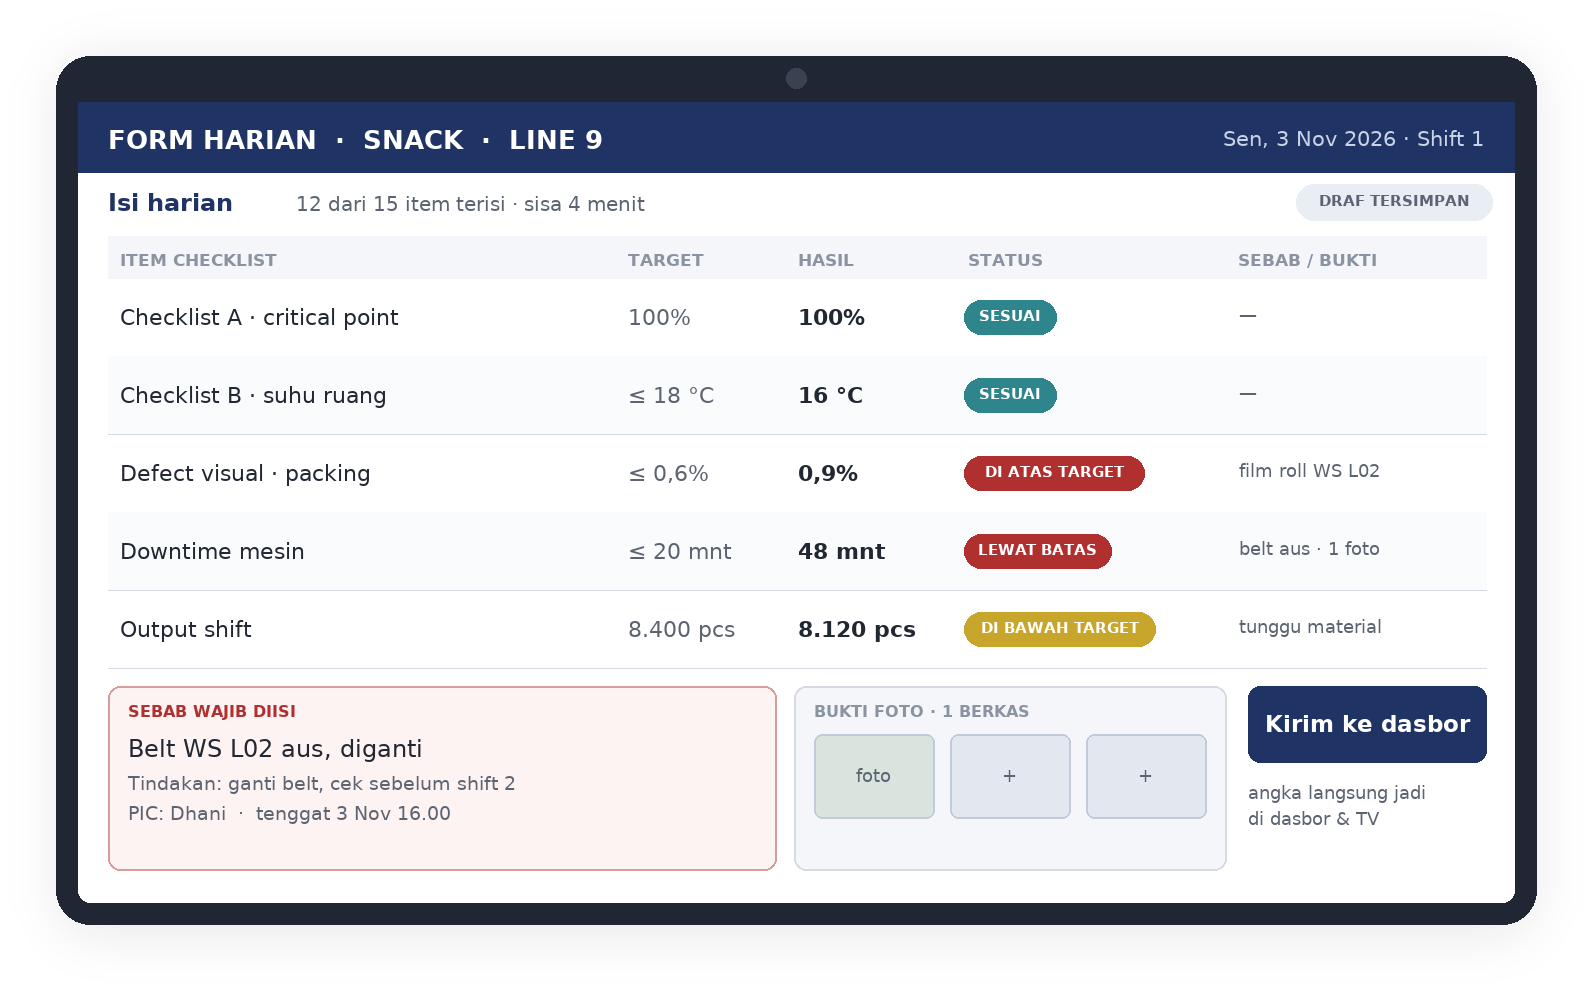 FORM HARIAN · SNACK · LINE 9
Sen, 3 Nov 2026 · Shift 1
Isi harian
12 dari 15 item terisi · sisa 4 menit
DRAF TERSIMPAN
ITEM CHECKLIST TARGET HASIL STATUS SEBAB / BUKTI
Checklist A · critical point 100% 100% SESUAI —
Checklist B · suhu ruang ≤ 18 °C 16 °C SESUAI —
Defect visual · packing ≤ 0,6% 0,9% DI ATAS TARGET film roll WS L02
Downtime mesin ≤ 20 mnt 48 mnt LEWAT BATAS belt aus · 1 foto
Output shift 8.400 pcs 8.120 pcs DI BAWAH TARGET tunggu material
SEBAB WAJIB DIISI
Belt WS L02 aus, diganti
Tindakan: ganti belt, cek sebelum shift 2
PIC: Dhani · tenggat 3 Nov 16.00
BUKTI FOTO · 1 BERKAS
foto + +
Kirim ke dasbor
angka langsung jadi
di dasbor & TV